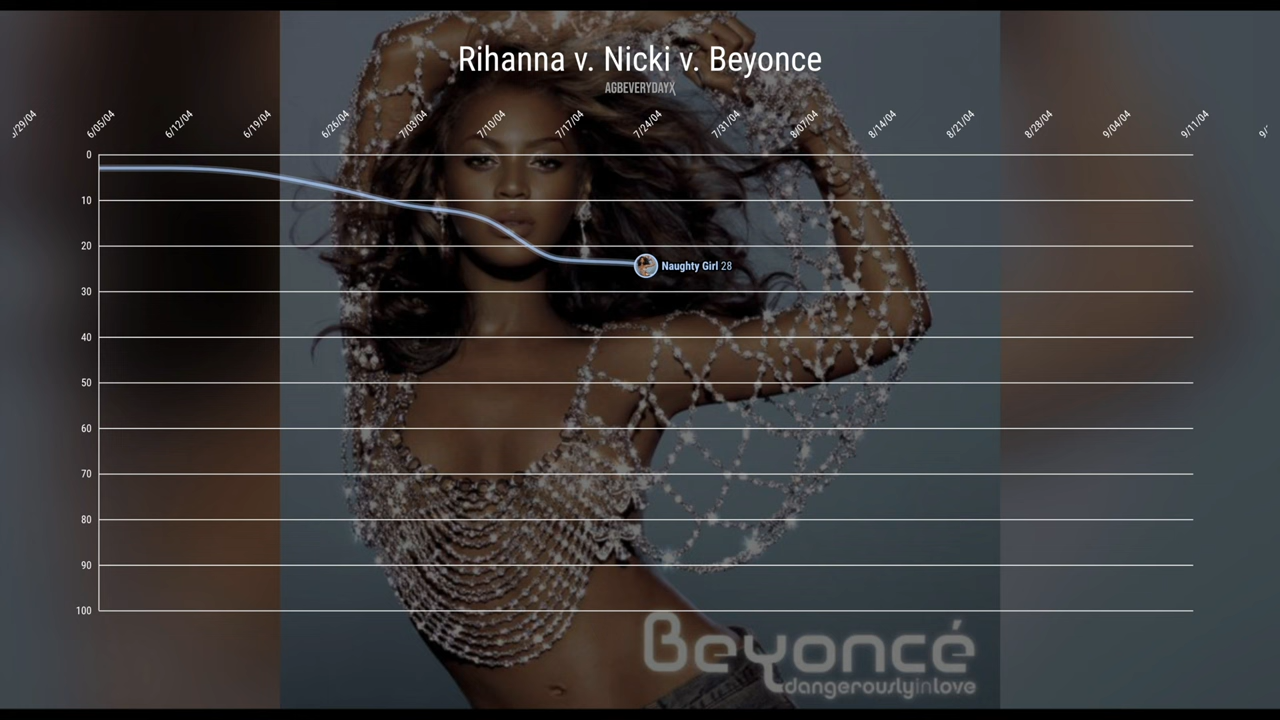 Rihanna v. Nicki v. Beyonce
AGBEVERYDAYX
5/29/04 6/05/04 6/12/04 6/19/04 6/26/04 7/03/04 7/10/04 7/17/04 7/24/04 7/31/04 8/07/04 8/14/04 8/21/04 8/28/04 9/04/04 9/11/04
0
10
20
Naughty Girl 28
30
40
50
60
70
80
90
100
Beyoncé
dangerouslyinlove